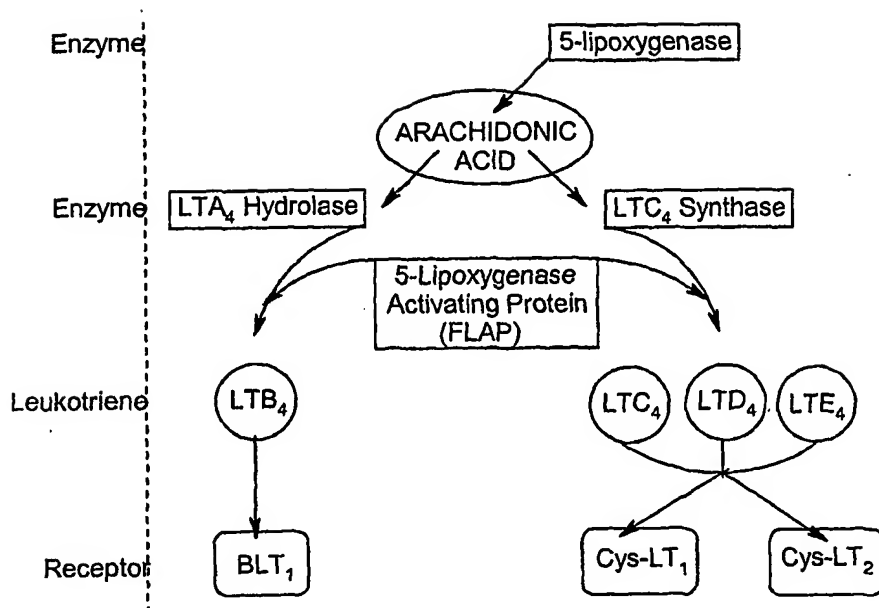 Enzyme
5-lipoxygenase
ARACHIDONIC
ACID
Enzyme
LTA₄ Hydrolase
LTC₄ Synthase
5-Lipoxygenase
Activating Protein
(FLAP)
Leukotriene
LTB₄
LTC₄
LTD₄
LTE₄
Receptor
BLT₁
Cys-LT₁
Cys-LT₂